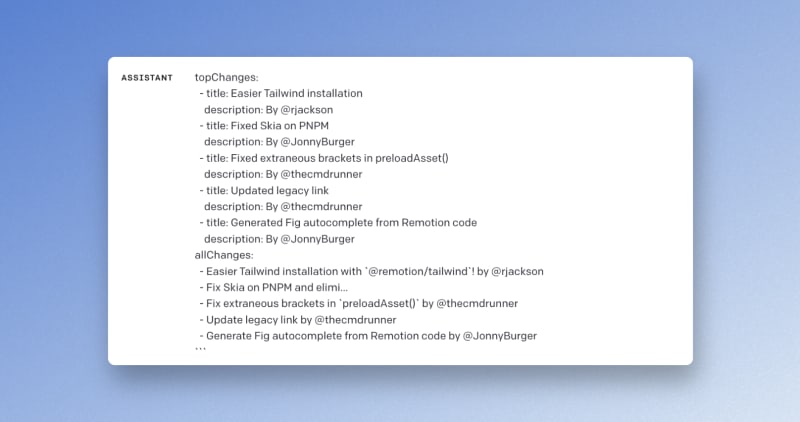 ASSISTANT
topChanges:
- title: Easier Tailwind installation
description: By @rjackson
- title: Fixed Skia on PNPM
description: By @JonnyBurger
- title: Fixed extraneous brackets in preloadAsset()
description: By @thecmdrunner
- title: Updated legacy link
description: By @thecmdrunner
- title: Generated Fig autocomplete from Remotion code
description: By @JonnyBurger
allChanges:
- Easier Tailwind installation with `@remotion/tailwind`! by @rjackson
- Fix Skia on PNPM and elimi...
- Fix extraneous brackets in `preloadAsset()` by @thecmdrunner
- Update legacy link by @thecmdrunner
- Generate Fig autocomplete from Remotion code by @JonnyBurger
```